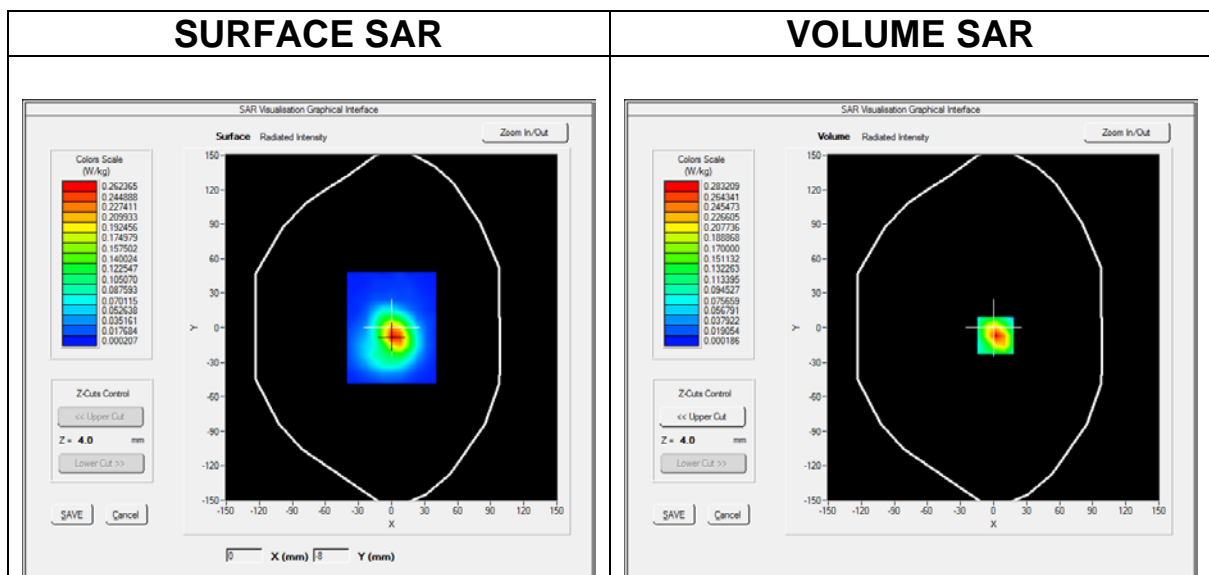 SURFACE SAR
VOLUME SAR
SAR Visualisation Graphical Interface
Surface Radiated Intensity
Zoom In/Out
Colors Scale
(W/kg)
0.262365
0.244888
0.227411
0.209933
0.192456
0.174979
0.157502
0.140024
0.122547
0.105070
0.087593
0.070115
0.052638
0.035161
0.017684
0.000207
150
120
90
60
30
0
-30
-60
-90
-120
-150
Y
-150 -120 -90 -60 -30 0 30 60 90 120 150
X
Z-Cuts Control
<< Upper Cut
Z = 4.0 mm
Lower Cut >>
SAVE Cancel
0 X (mm) -8 Y (mm)
SAR Visualisation Graphical Interface
Volume Radiated Intensity
Zoom In/Out
Colors Scale
(W/kg)
0.283209
0.264341
0.245473
0.226605
0.207736
0.188868
0.170000
0.151132
0.132263
0.113395
0.094527
0.075659
0.056791
0.037922
0.019054
0.000186
150
120
90
60
30
0
-30
-60
-90
-120
-150
Y
-150 -120 -90 -60 -30 0 30 60 90 120 150
X
Z-Cuts Control
<< Upper Cut
Z = 4.0 mm
Lower Cut >>
SAVE Cancel